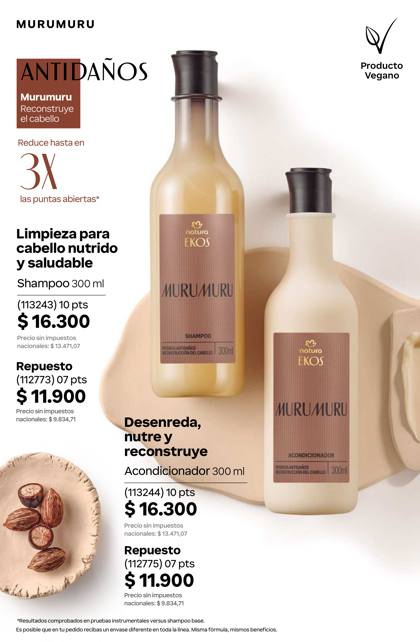 MURUMURU
Producto
Vegano
ANTIDAÑOS
Murumuru
Reconstruye
el cabello
Reduce hasta en
3X
las puntas abiertas*
Limpieza para
cabello nutrido
y saludable
Shampoo 300 ml
(113243) 10 pts
$ 16.300
Precio sin impuestos
nacionales: $ 13.471,07
Repuesto
(112773) 07 pts
$ 11.900
Precio sin impuestos
nacionales: $ 9.834,71
natura
EKOS
MURUMURU
SHAMPOO
300ml
natura
EKOS
MURUMURU
ACONDICIONADOR
300ml
Desenreda,
nutre y
reconstruye
Acondicionador 300 ml
(113244) 10 pts
$ 16.300
Precio sin impuestos
nacionales: $ 13.471,07
Repuesto
(112775) 07 pts
$ 11.900
Precio sin impuestos
nacionales: $ 9.834,71
*Resultados comprobados en pruebas instrumentales versus shampoo base.
Es posible que en tu pedido recibas un envase diferente en toda la línea. Misma fórmula, mismos beneficios.